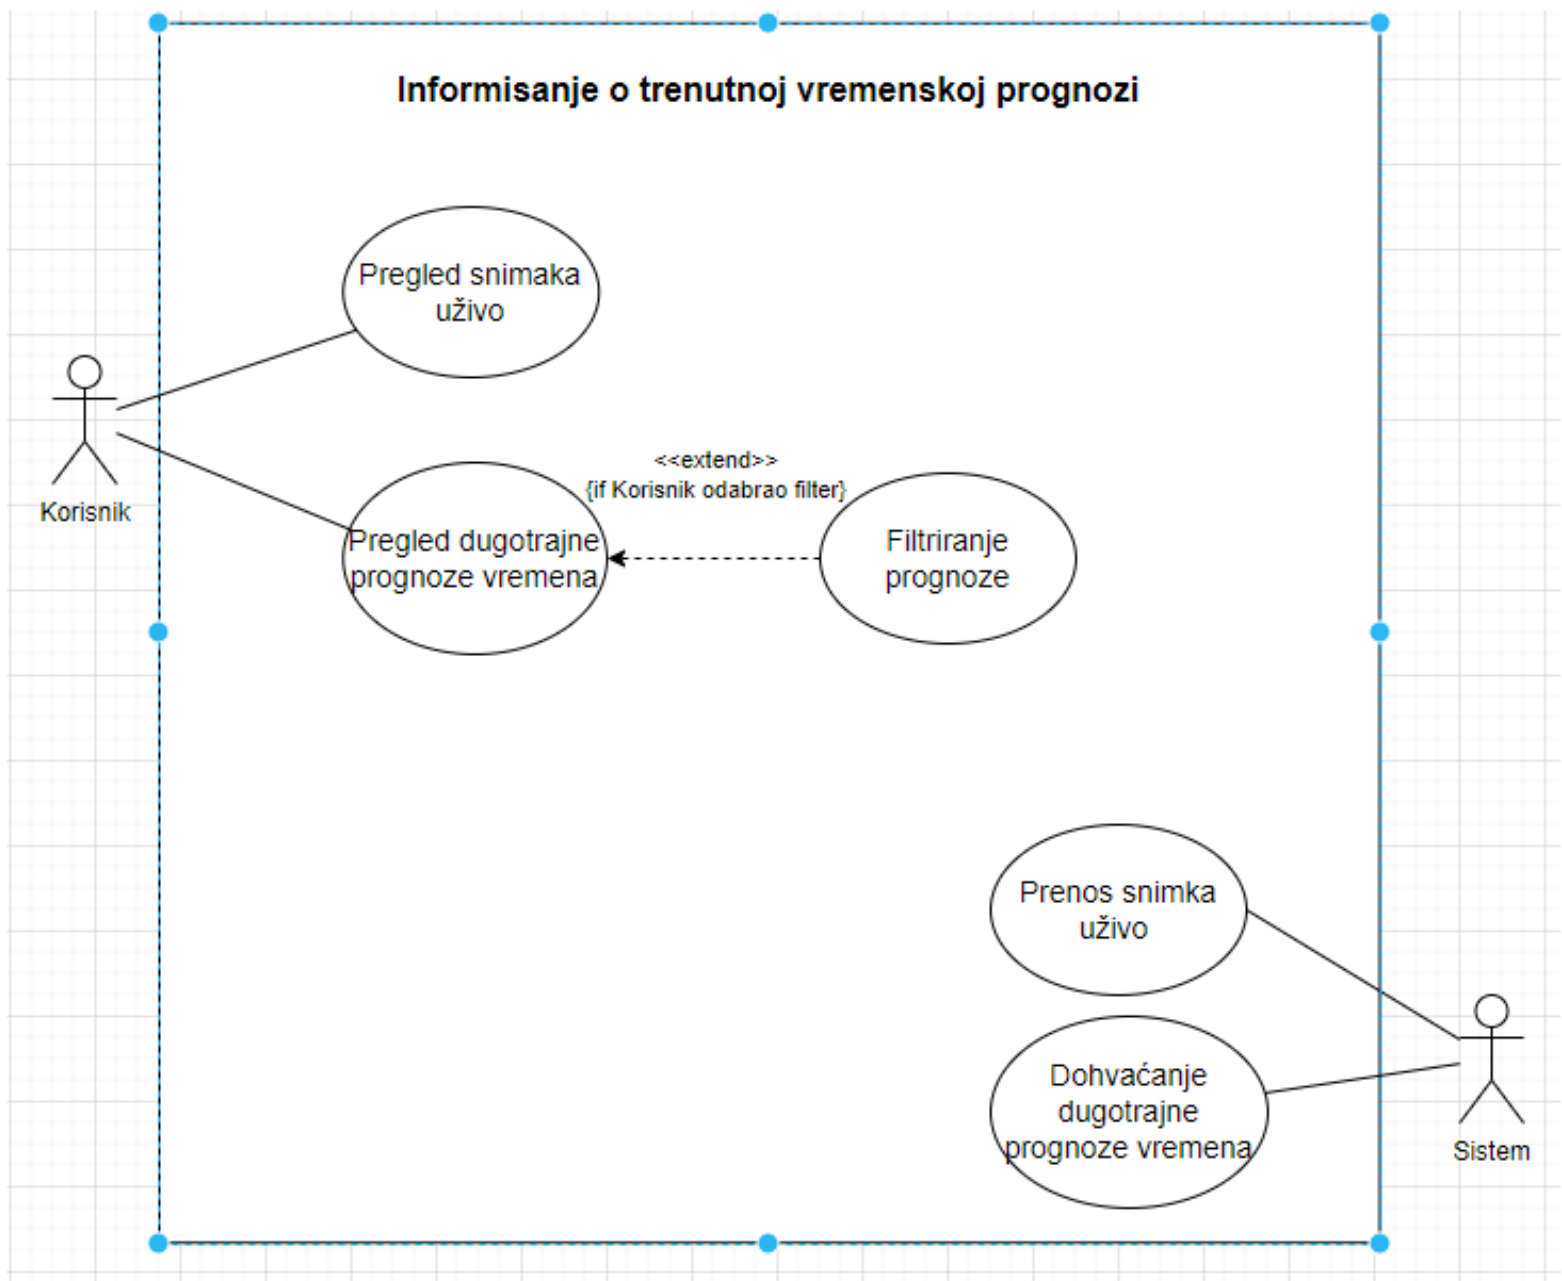 Informisanje o trenutnoj vremenskoj prognozi
Pregled snimaka
uživo
Korisnik
<<extend>>
{if Korisnik odabrao filter}
Pregled dugotrajne
prognoze vremena
Filtriranje
prognoze
Prenos snimka
uživo
Dohvaćanje
dugotrajne
prognoze vremena
Sistem